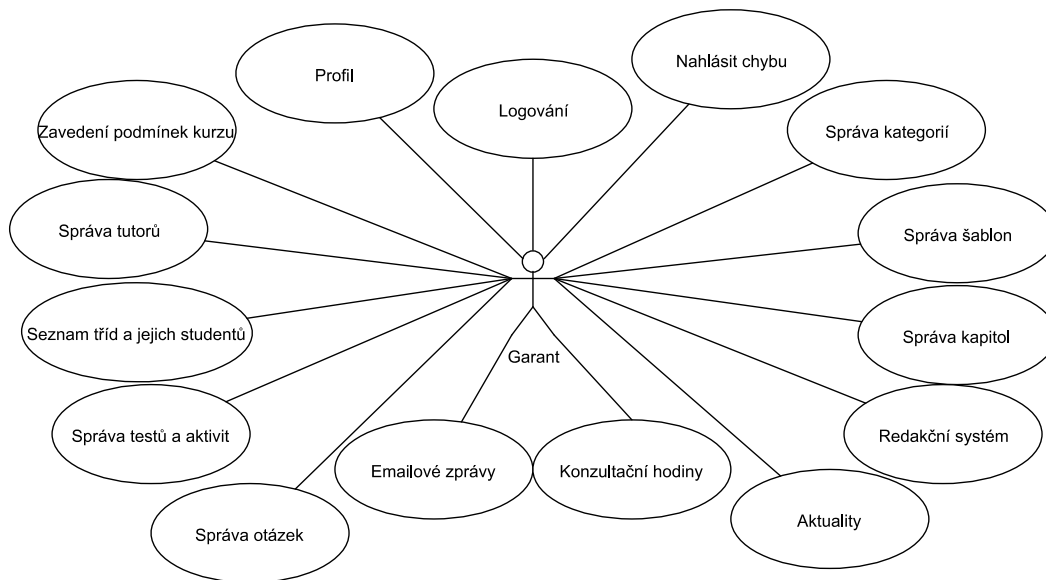 Nahlásit chybu
Profil
Logování
Zavedení podmínek kurzu
Správa kategorií
Správa tutorů
Správa šablon
Seznam tříd a jejich studentů
Správa kapitol
Garant
Správa testů a aktivit
Redakční systém
Emailové zprávy
Konzultační hodiny
Správa otázek
Aktuality